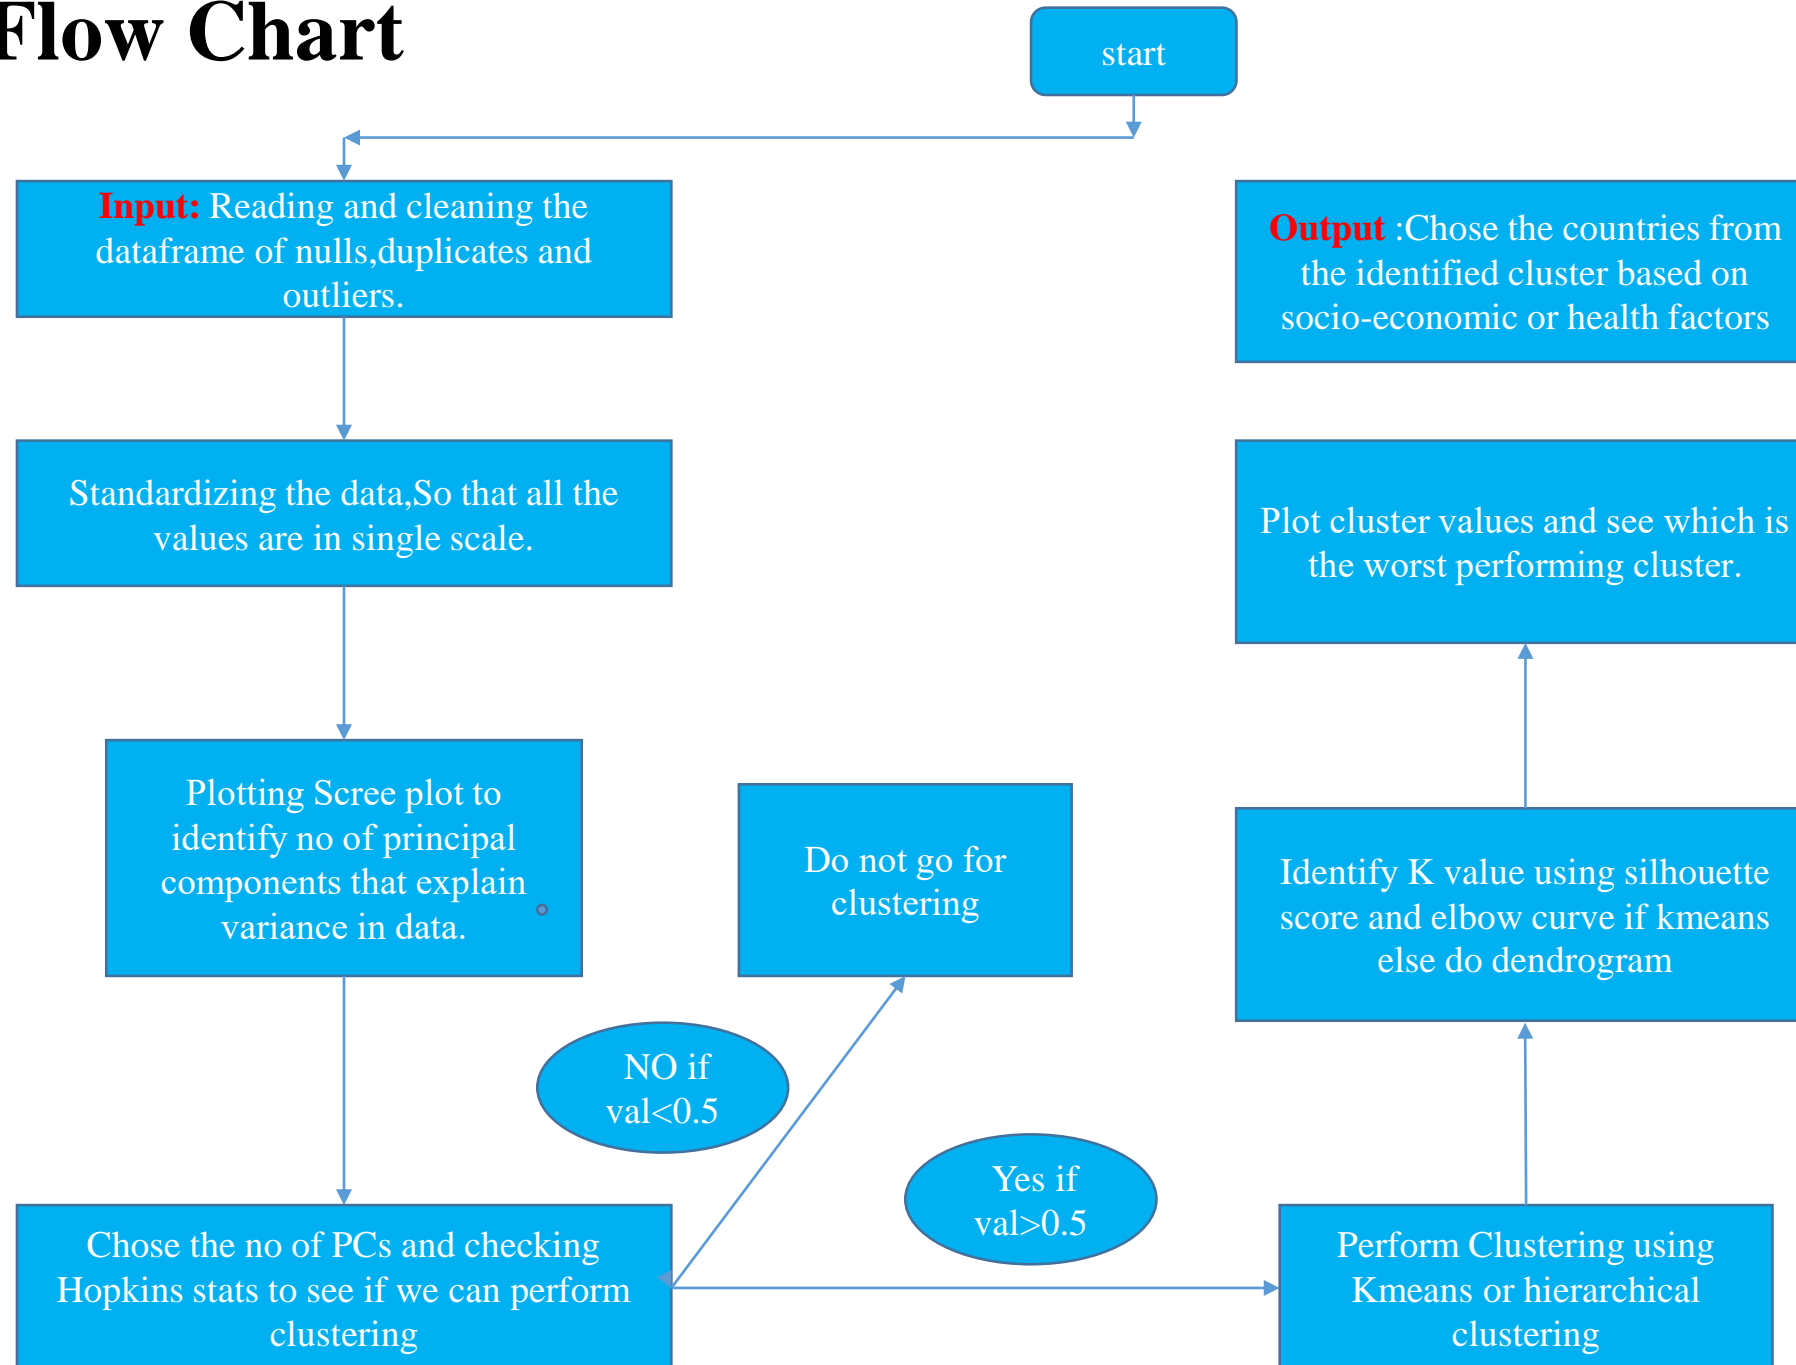 Flow Chart
start
Input: Reading and cleaning the
dataframe of nulls,duplicates and
outliers.
Standardizing the data,So that all the
values are in single scale.
Plotting Scree plot to
identify no of principal
components that explain
variance in data.
Chose the no of PCs and checking
Hopkins stats to see if we can perform
clustering
NO if
val<0.5
Do not go for
clustering
Yes if
val>0.5
Perform Clustering using
Kmeans or hierarchical
clustering
Identify K value using silhouette
score and elbow curve if kmeans
else do dendrogram
Plot cluster values and see which is
the worst performing cluster.
Output :Chose the countries from
the identified cluster based on
socio-economic or health factors